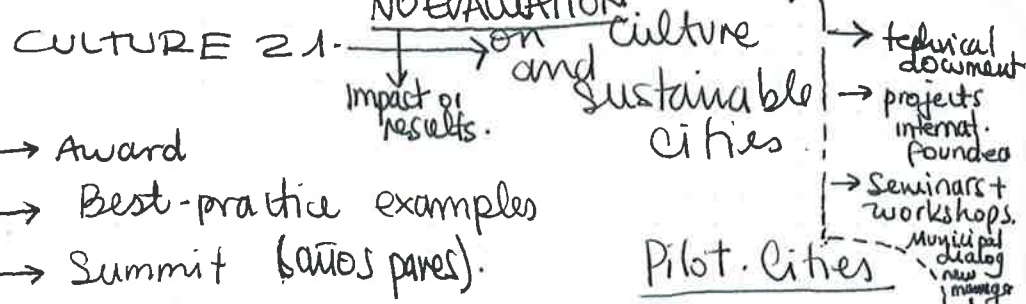 NO EVALUATION
CULTURE 21.
on culture
and
sustainable
cities
Impact or
results.
→ Award
→ Best-practice examples
→ Summit (años pares).
→ technical
document
→ projects
internat.
founded
→ Seminars +
workshops.
Municipal
dialog
new
Pilot. Cities